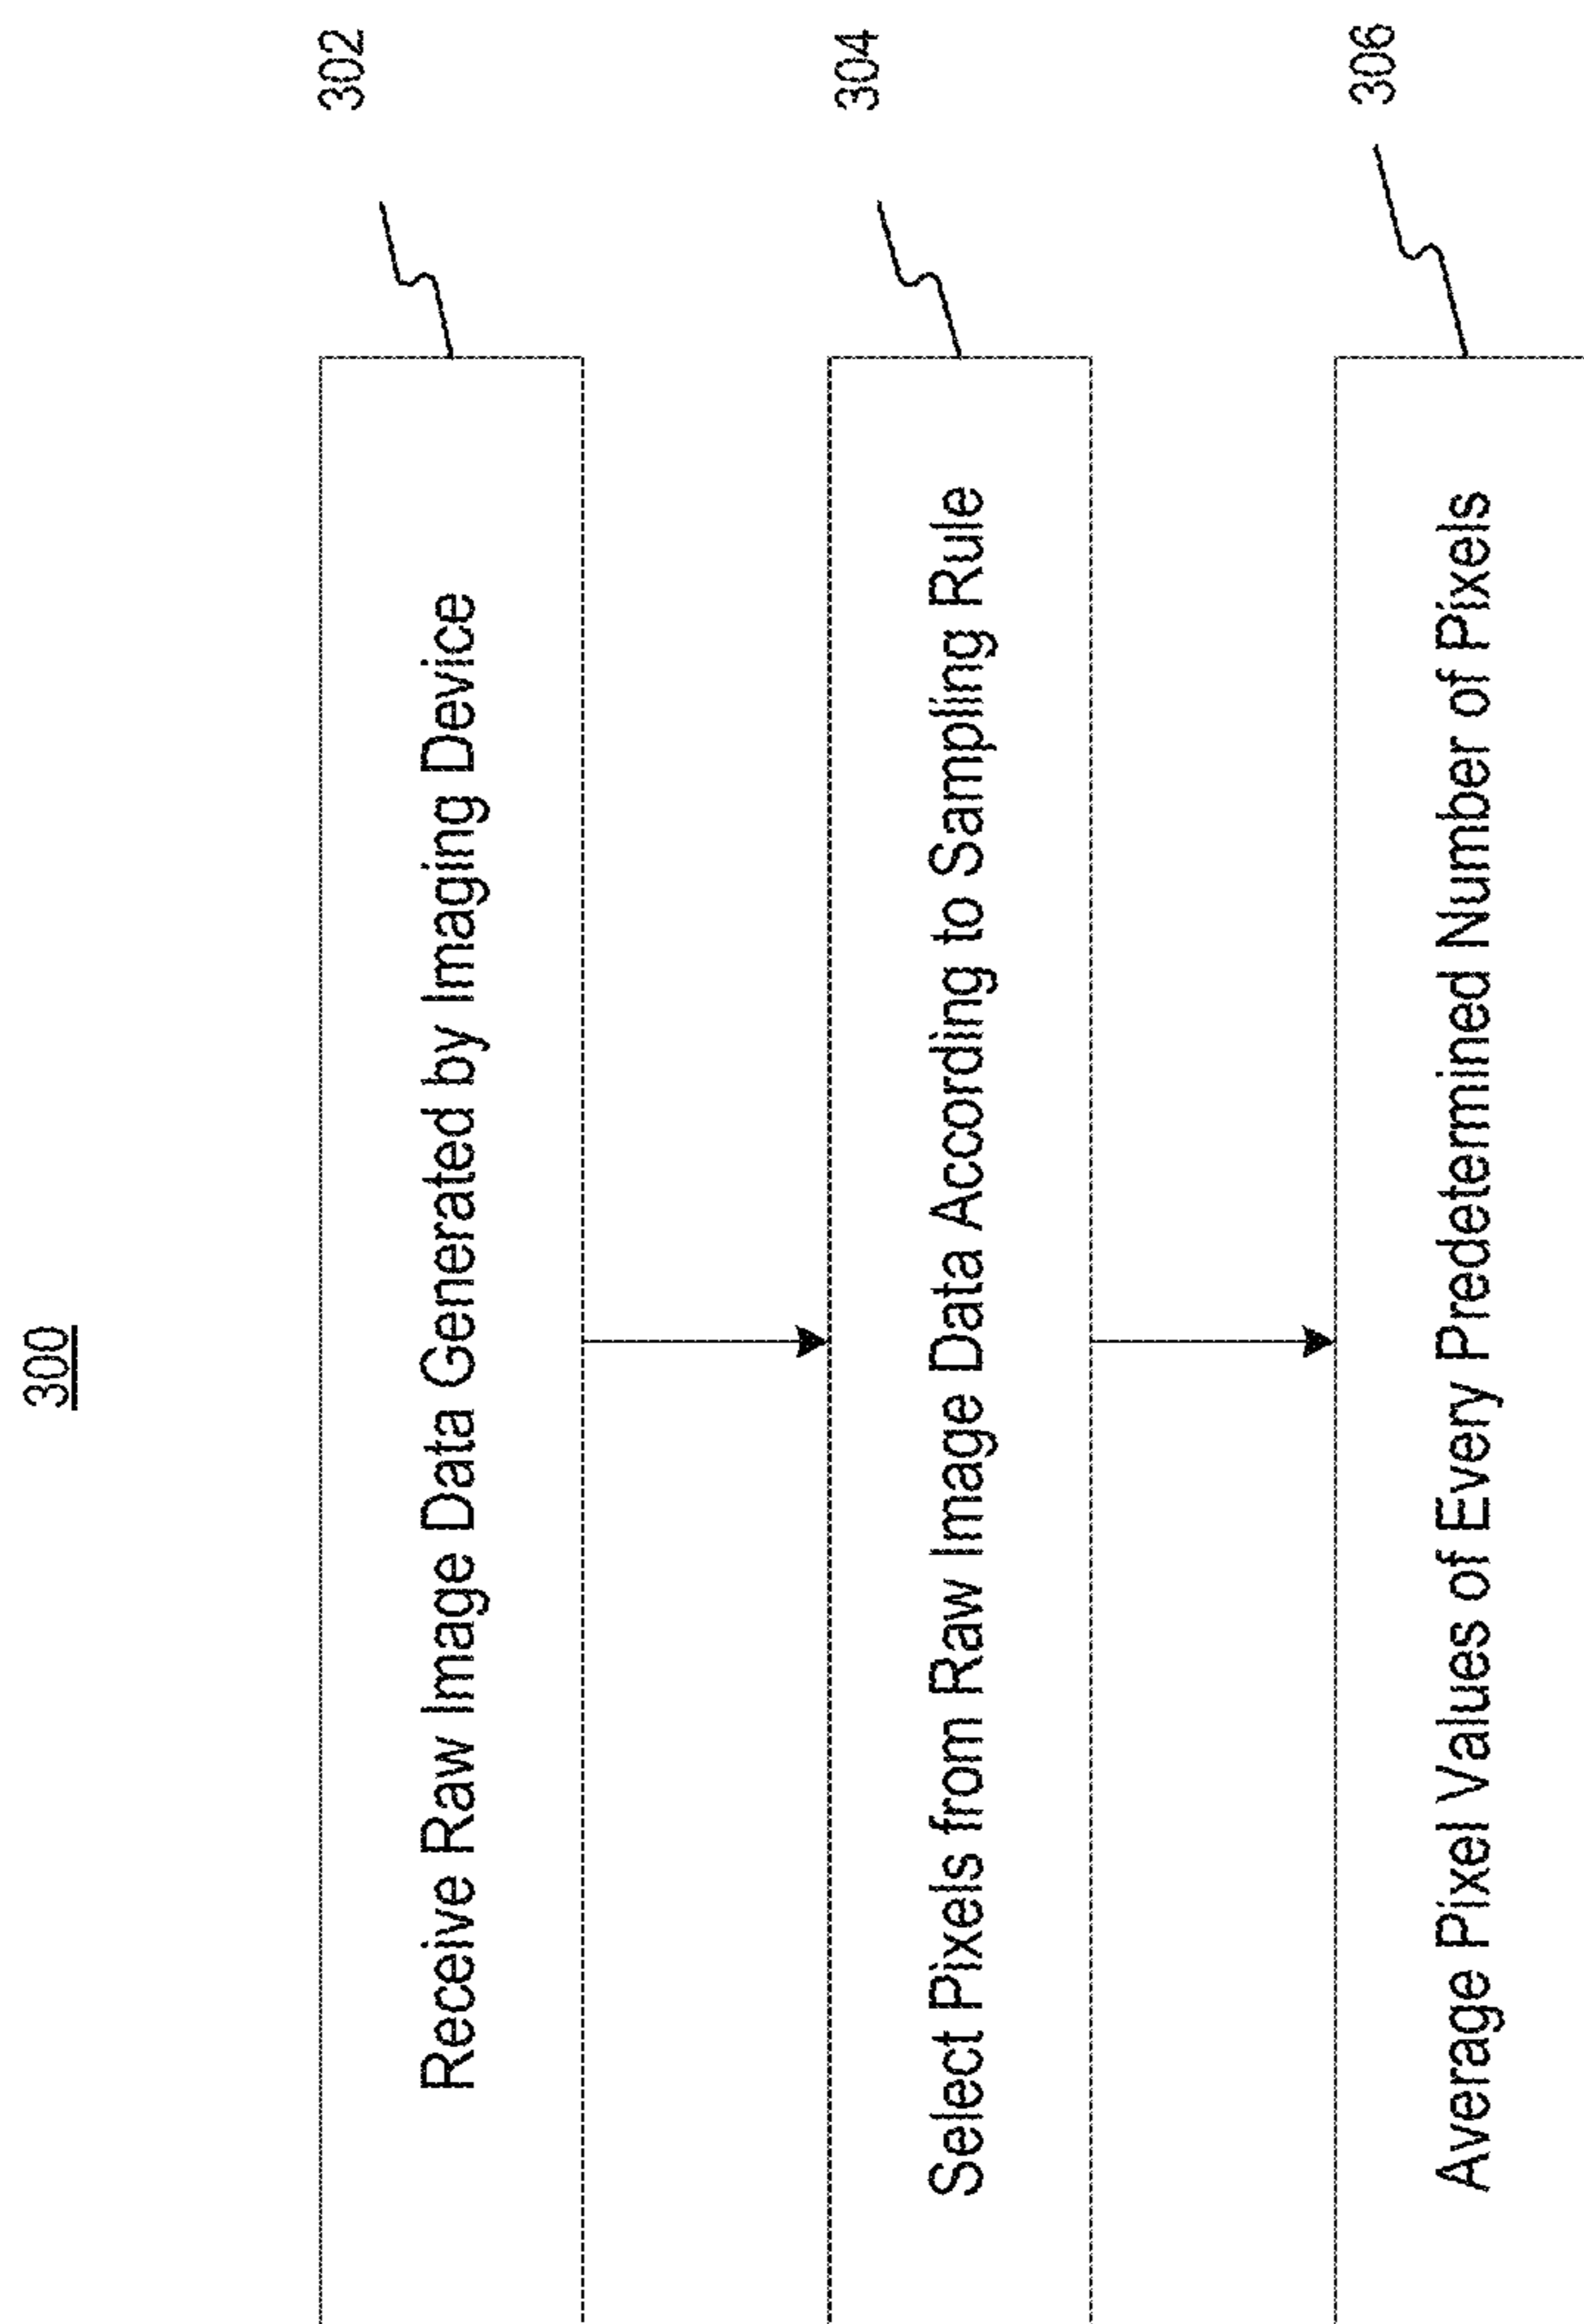 300
302
Receive Raw Image Data Generated by Imaging Device
304
Select Pixels from Raw Image Data According to Sampling Rule
306
Average Pixel Values of Every Predetermined Number of Pixels